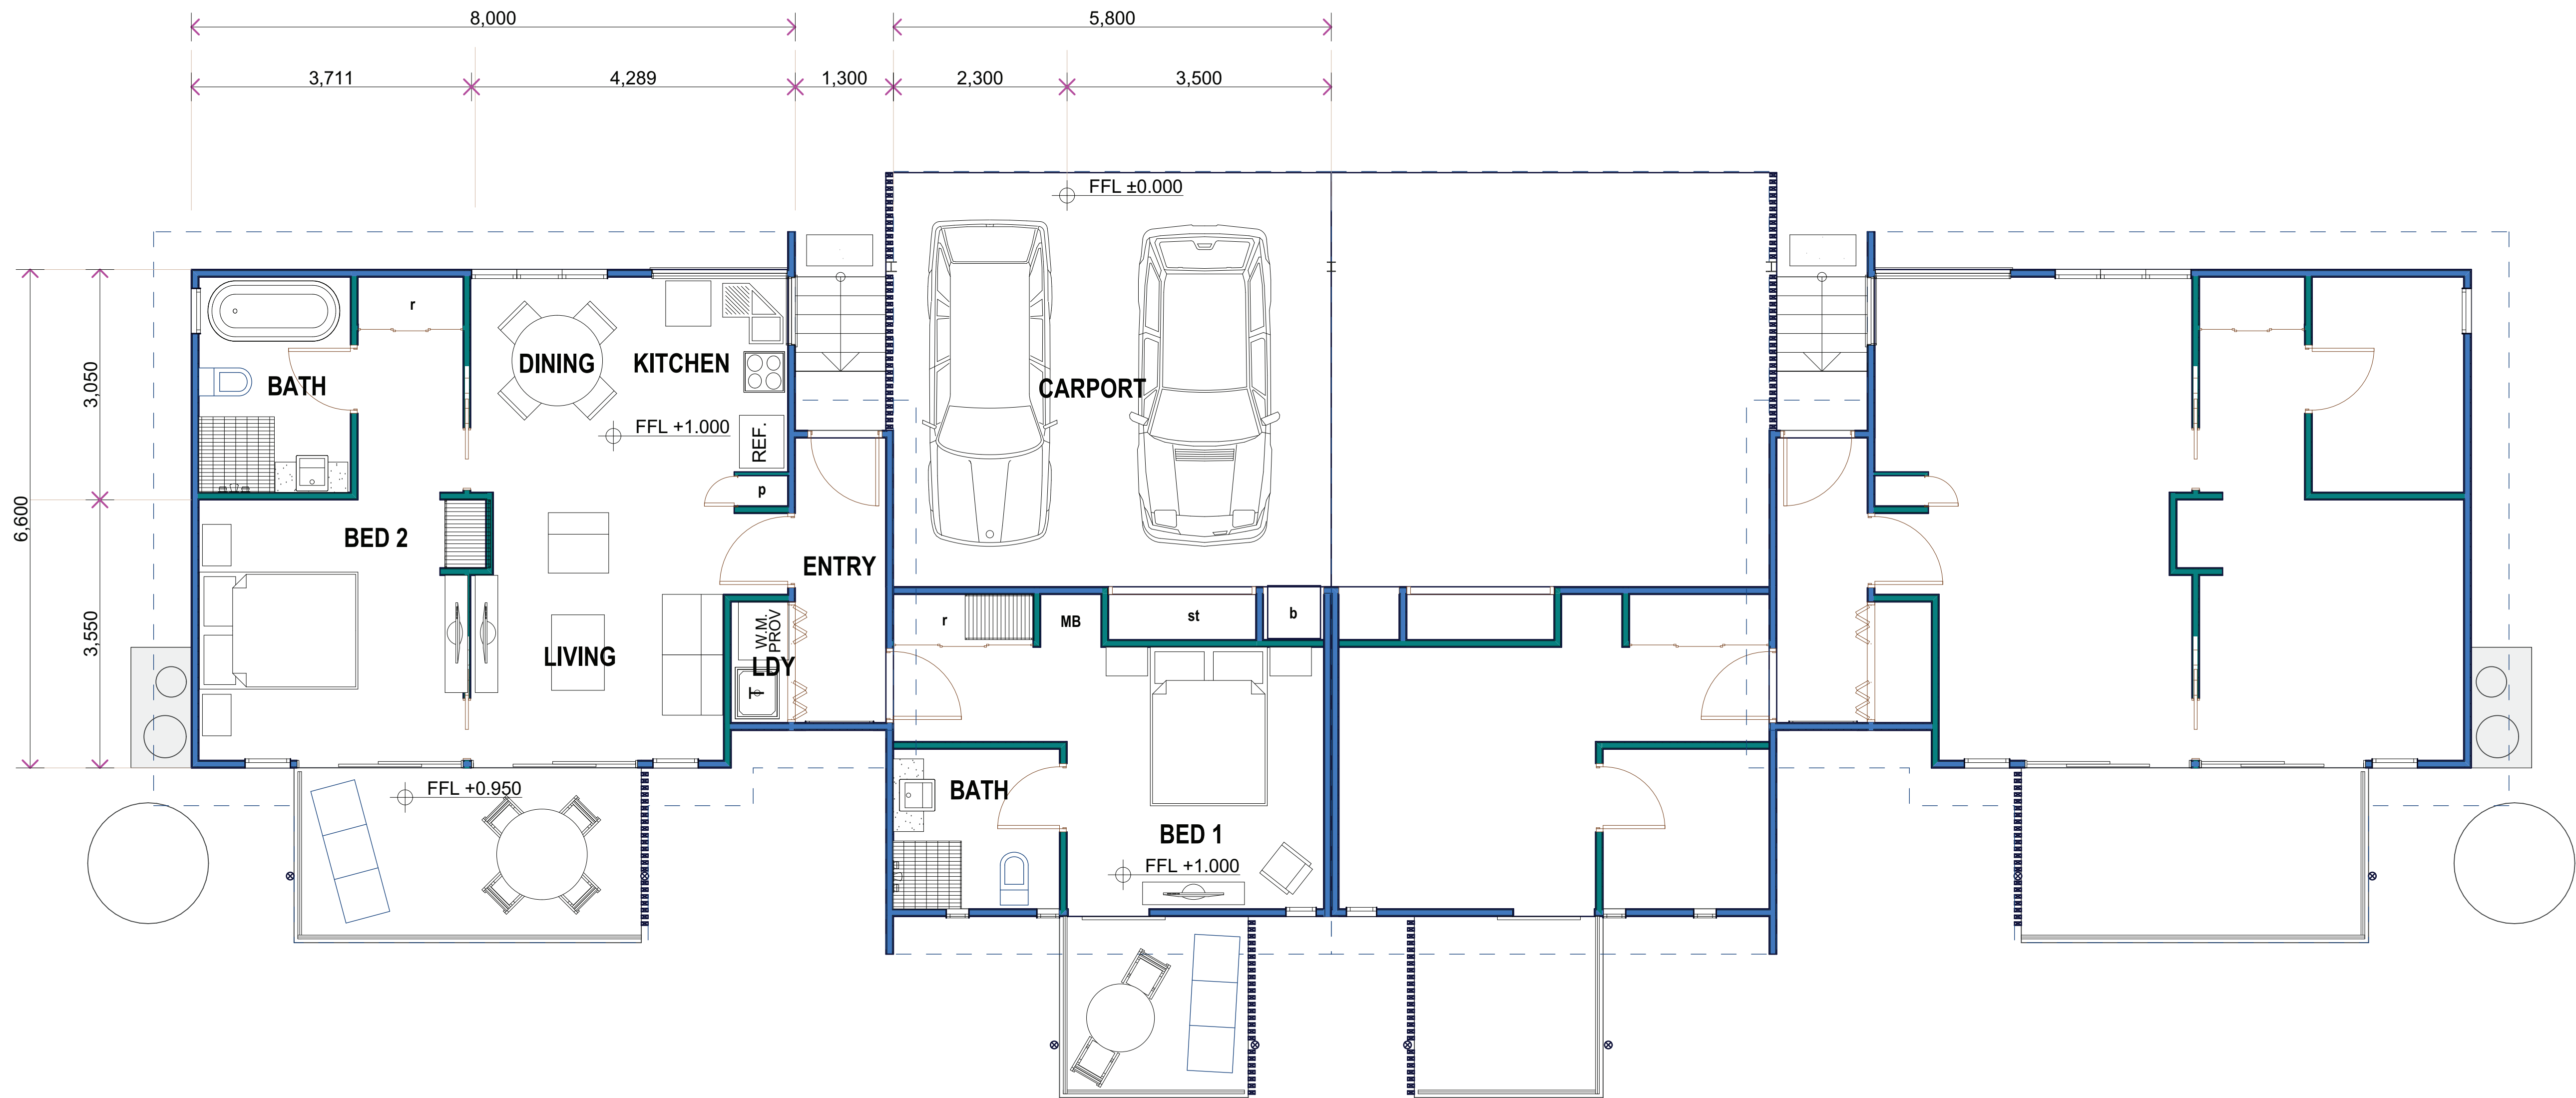 8,000
5,800
3,711
4,289
1,300
2,300
3,500
FFL ±0.000
r
DINING
KITCHEN
BATH
CARPORT
3,050
FFL +1.000
REF.
p
6,600
BED 2
ENTRY
3,550
r
MB
st
b
W.M.
PROV
LIVING
LDY
T
FFL +0.950
BATH
BED 1
FFL +1.000